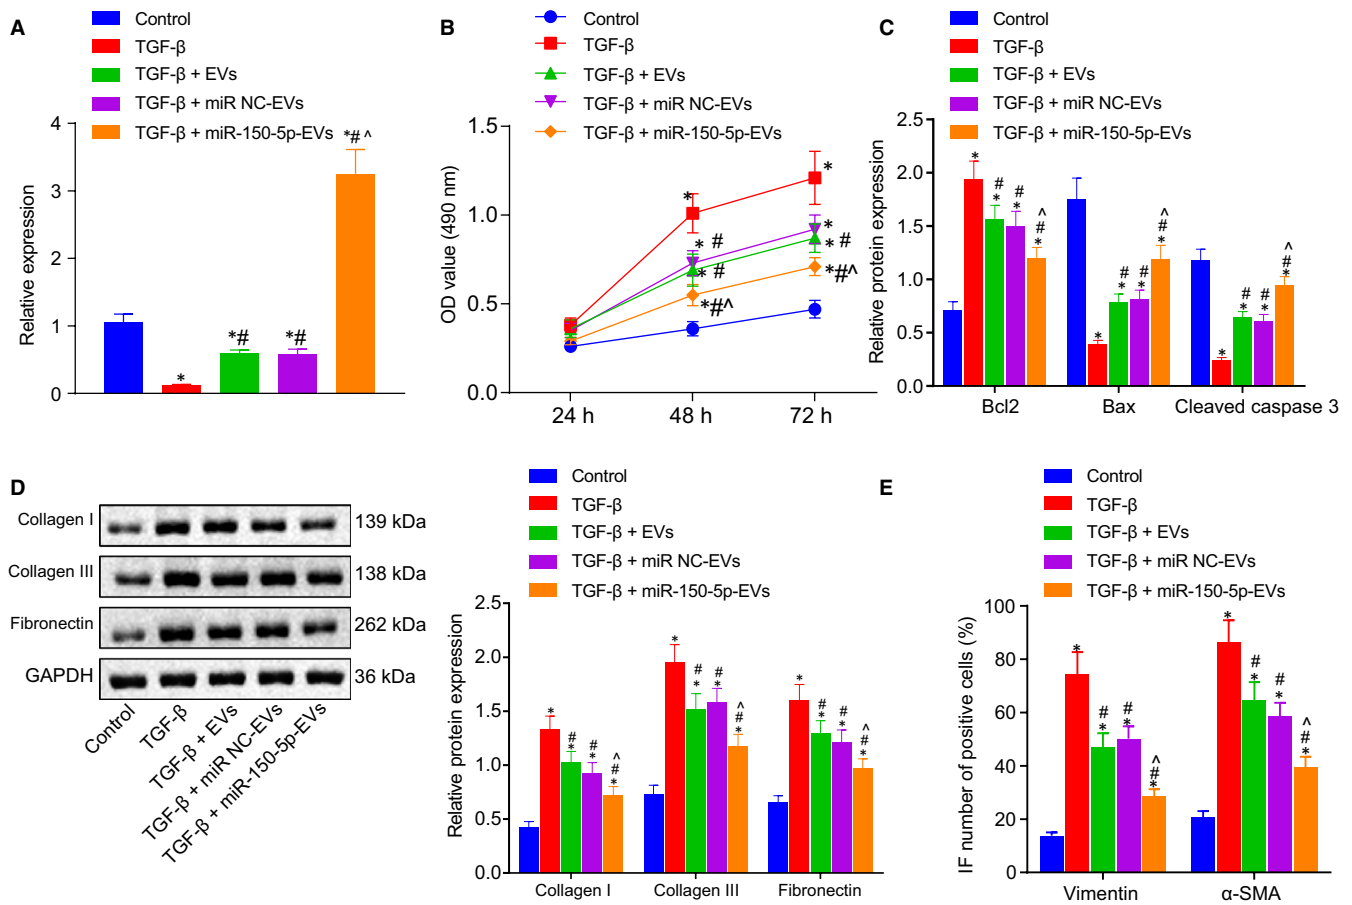 A
Control
TGF-β
TGF-β + EVs
TGF-β + miR NC-EVs
TGF-β + miR-150-5p-EVs
Relative expression
4
3
2
1
0
*
*#
*#
*# ^
B
Control
TGF-β
TGF-β + EVs
TGF-β + miR NC-EVs
TGF-β + miR-150-5p-EVs
OD value (490 nm)
1.5
1.0
0.5
0.0
*
* #
* #
*#^
*
*
* #
*#^
24 h
48 h
72 h
C
Control
TGF-β
TGF-β + EVs
TGF-β + miR NC-EVs
TGF-β + miR-150-5p-EVs
Relative protein expression
2.5
2.0
1.5
1.0
0.5
0.0
*
#
*
#
*
^
#
*
*
#
*
#
*
^
#
*
*
#
*
#
*
^
#
*
Bcl2
Bax
Cleaved caspase 3
D
Collagen I
139 kDa
Collagen III
138 kDa
Fibronectin
262 kDa
GAPDH
36 kDa
Control
TGF-β
TGF-β + EVs
TGF-β + miR NC-EVs
TGF-β + miR-150-5p-EVs
Control
TGF-β
TGF-β + EVs
TGF-β + miR NC-EVs
TGF-β + miR-150-5p-EVs
Relative protein expression
2.5
2.0
1.5
1.0
0.5
0.0
*
#
*
#
*
^
#
*
*
#
*
#
*
^
#
*
*
#
*
#
*
^
#
*
Collagen I
Collagen III
Fibronectin
E
Control
TGF-β
TGF-β + EVs
TGF-β + miR NC-EVs
TGF-β + miR-150-5p-EVs
IF number of positive cells (%)
100
80
60
40
20
0
*
#
*
#
*
^
#
*
*
#
*
#
*
^
#
*
Vimentin
α-SMA